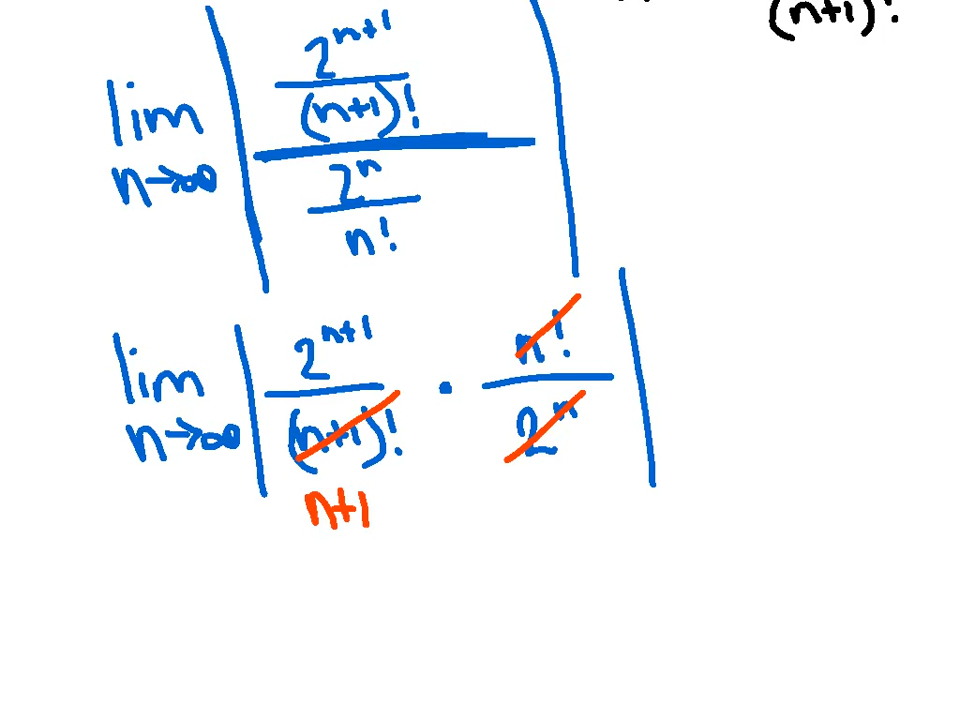 (n+1)!
2^{n+1}
(n+1)!
lim
n→∞
2^n
n!
lim
n→∞
2^{n+1}
(n+1)!
·
n!
2^n
n+1